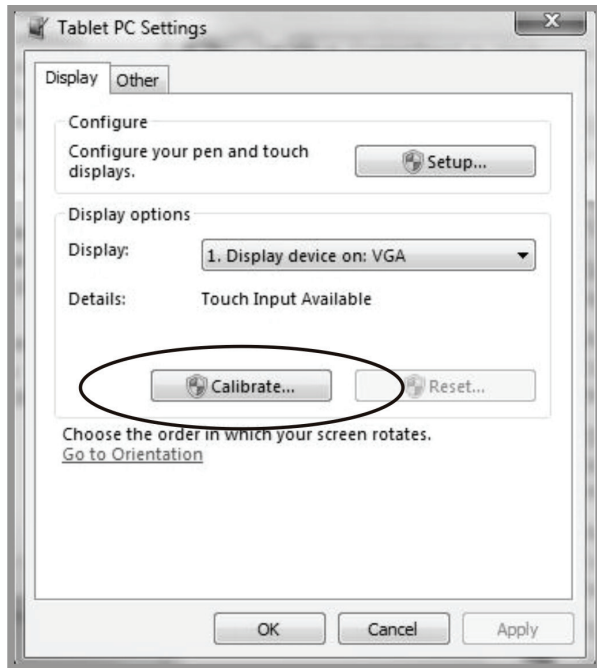 Tablet PC Settings
Display Other
Configure
Configure your pen and touch
displays.
Setup...
Display options
Display: 1. Display device on: VGA
Details: Touch Input Available
Calibrate... Reset...
Choose the order in which your screen rotates.
Go to Orientation
OK Cancel Apply